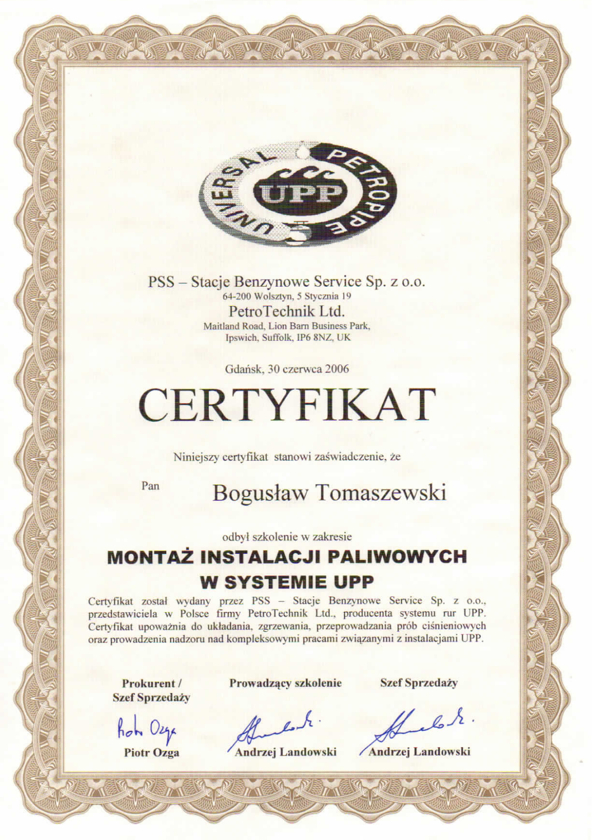 UNIVERSAL PETROPIPE
UPP
PSS – Stacje Benzynowe Service Sp. z o.o.
64-200 Wolsztyn, 5 Stycznia 19
PetroTechnik Ltd.
Maitland Road, Lion Barn Business Park,
Ipswich, Suffolk, IP6 8NZ, UK
Gdańsk, 30 czerwca 2006
CERTYFIKAT
Niniejszy certyfikat stanowi zaświadczenie, że
Pan Bogusław Tomaszewski
odbył szkolenie w zakresie
MONTAŻ INSTALACJI PALIWOWYCH
W SYSTEMIE UPP
Certyfikat został wydany przez PSS – Stacje Benzynowe Service Sp. z o.o.,
przedstawiciela w Polsce firmy PetroTechnik Ltd., producenta systemu rur UPP.
Certyfikat upoważnia do układania, zgrzewania, przeprowadzania prób ciśnieniowych
oraz prowadzenia nadzoru nad kompleksowymi pracami związanymi z instalacjami UPP.
Prokurent / Prowadzący szkolenie Szef Sprzedaży
Szef Sprzedaży
Piotr Ozga
Piotr Ozga Andrzej Landowski Andrzej Landowski